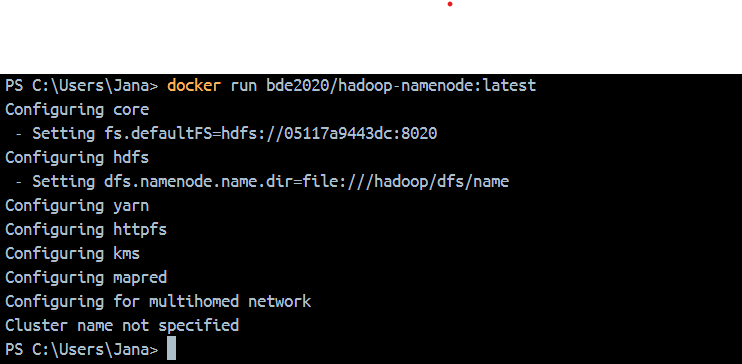 PS C:\Users\Jana> docker run bde2020/hadoop-namenode:latest
Configuring core
 - Setting fs.defaultFS=hdfs://05117a9443dc:8020
Configuring hdfs
 - Setting dfs.namenode.name.dir=file:///hadoop/dfs/name
Configuring yarn
Configuring httpfs
Configuring kms
Configuring mapred
Configuring for multihomed network
Cluster name not specified
PS C:\Users\Jana>